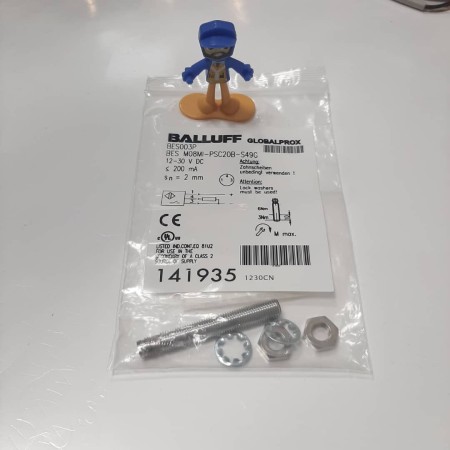 BALLUFF GLOBALPROX
BES003P
BES M08MI-PSC20B-S49G
12-30 V DC
≤ 200 mA
sn = 2 mm
Achtung:
Zahnscheiben
unbedingt verwenden !
Attention:
Lock washers
must be used!
M max.
CE
LISTED IND.CONT.EQ 81U2
FOR USE IN THE
SECONDARY OF A CLASS 2
SOURCE OF SUPPLY
141935 1230CN